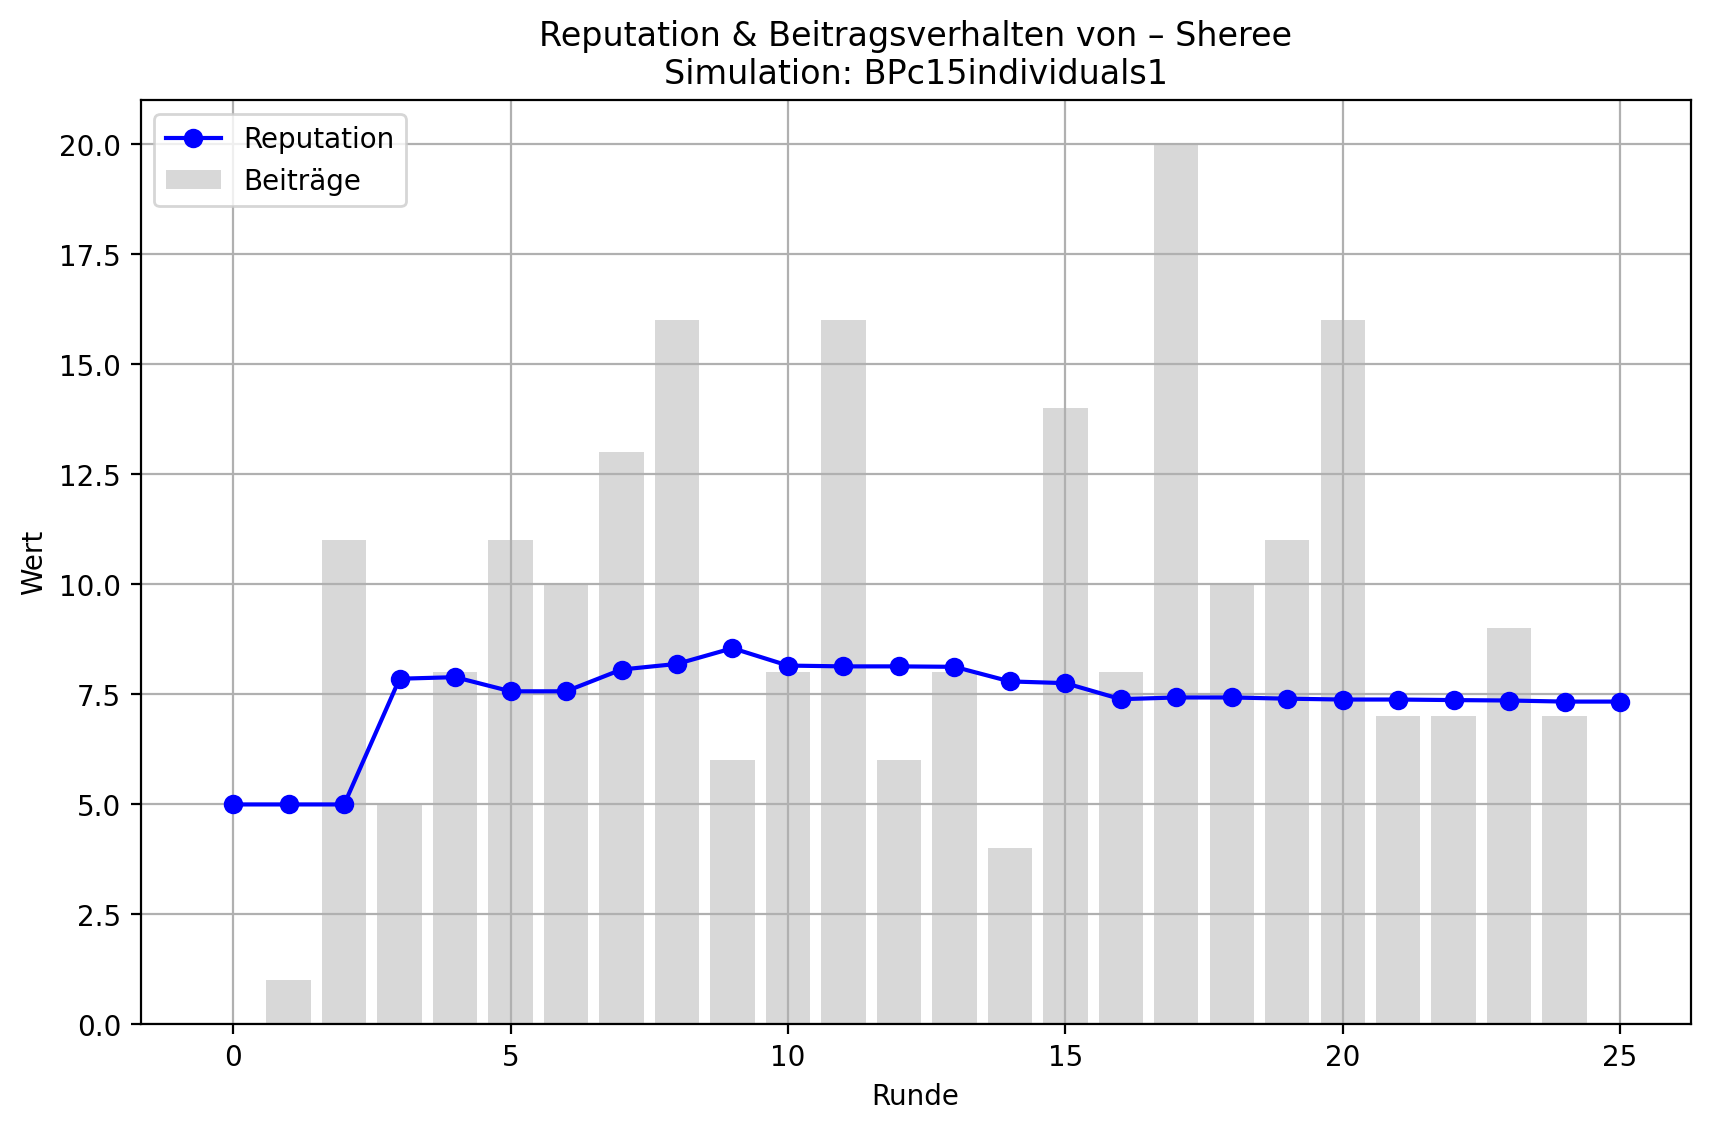 Reputation & Beitragsverhalten von – Sheree
Simulation: BPc15individuals1
Reputation
Beiträge
20.0
17.5
15.0
12.5
10.0
7.5
5.0
2.5
0.0
Wert
0 5 10 15 20 25
Runde